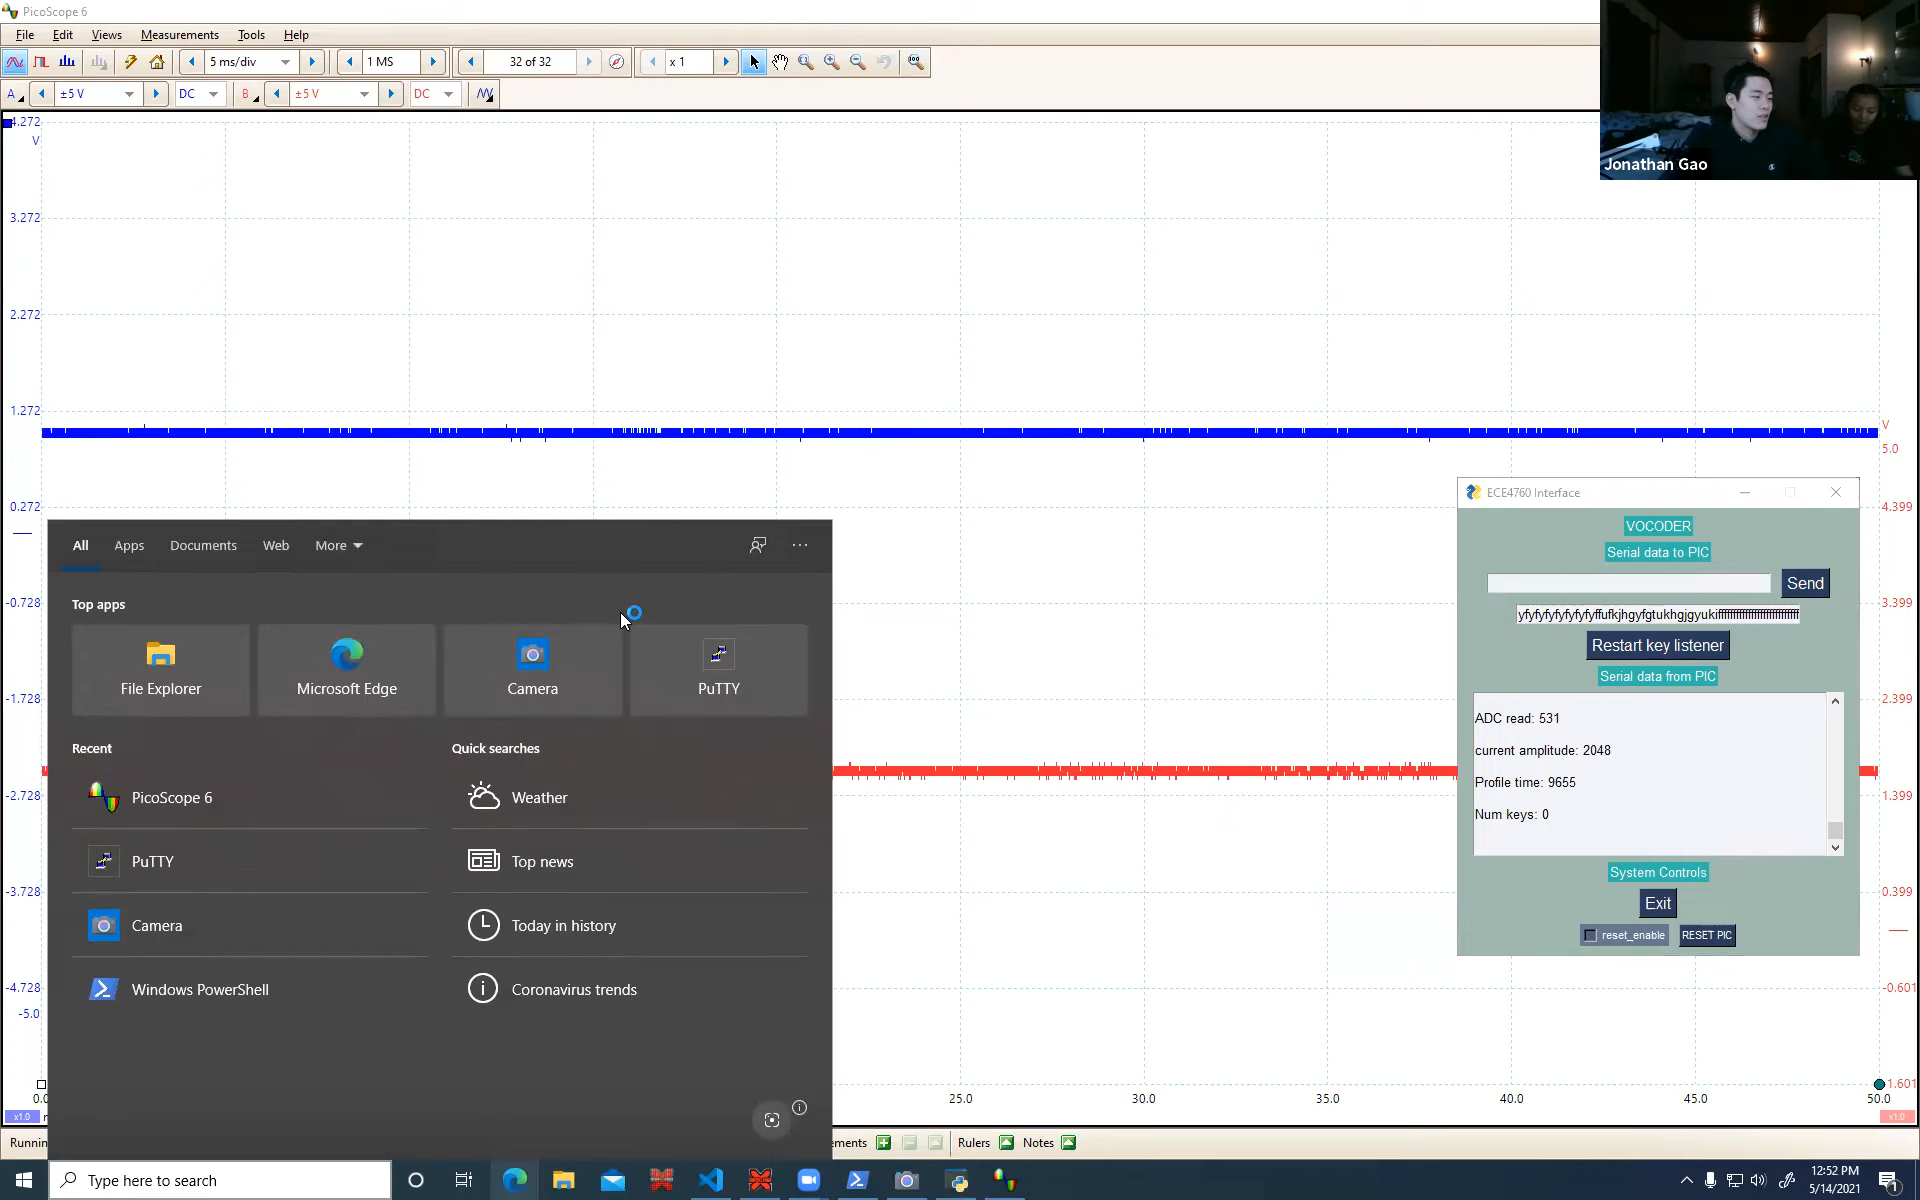 PicoScope 6
File Edit Views Measurements Tools Help
5 ms/div 1 MS 32 of 32 x 1
A ±5 V DC B ±5 V DC
Jonathan Gao
4.272
V
3.272
2.272
1.272
0.272
-0.728
-1.728
-2.728
-3.728
-4.728
-5.0
V
5.0
4.399
3.399
2.399
1.399
0.399
-0.601
-1.601
All Apps Documents Web More
Top apps
File Explorer Microsoft Edge Camera PuTTY
Recent Quick searches
PicoScope 6 Weather
PuTTY Top news
Camera Today in history
Windows PowerShell Coronavirus trends
ECE4760 Interface
VOCODER
Serial data to PIC
Send
Restart key listener
Serial data from PIC
ADC read: 531
current amplitude: 2048
Profile time: 9655
Num keys: 0
System Controls
Exit
reset_enable RESET PIC
25.0 30.0 35.0 40.0 45.0 50.0
x1.0 x1.0
Rulers Notes
Type here to search
12:52 PM
5/14/2021
1